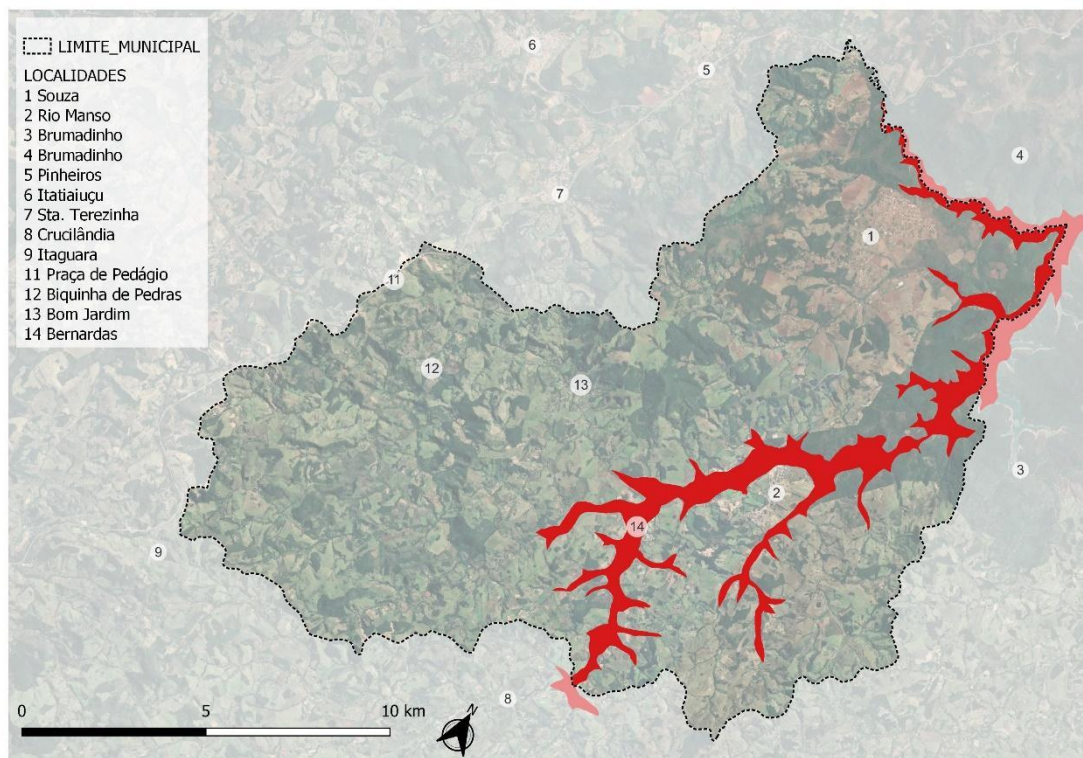 LIMITE_MUNICIPAL
LOCALIDADES
1 Souza
2 Rio Manso
3 Brumadinho
4 Brumadinho
5 Pinheiros
6 Itatiaiuçu
7 Sta. Terezinha
8 Crucilândia
9 Itaguara
11 Praça de Pedágio
12 Biquinha de Pedras
13 Bom Jardim
14 Bernardas
6
5
4
7
1
11
12
13
3
2
14
9
8
0 5 10 km
N